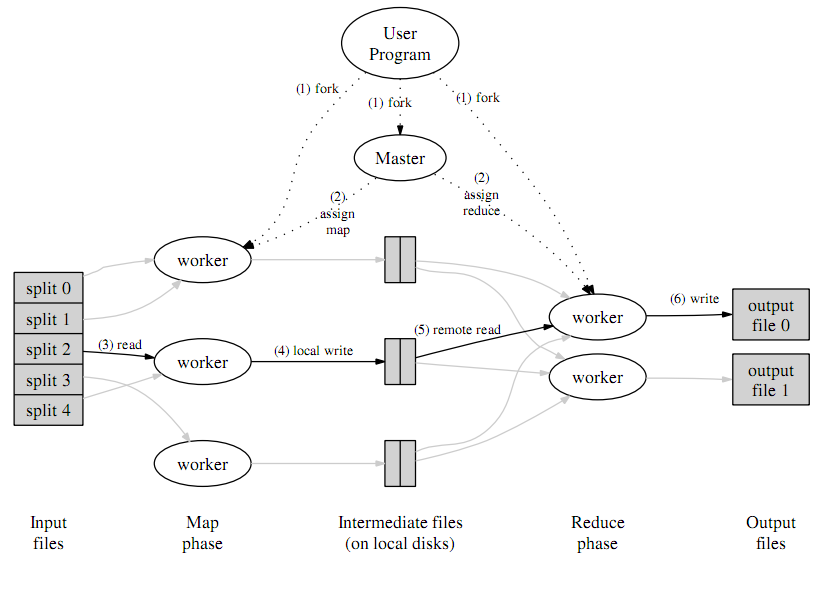 User
Program
(1) fork
(1) fork
(1) fork
Master
(2)
assign
map
(2)
assign
reduce
worker
split 0
split 1
split 2
split 3
split 4
(3) read
worker
(4) local write
worker
(5) remote read
worker
worker
(6) write
output
file 0
output
file 1
Input
files
Map
phase
Intermediate files
(on local disks)
Reduce
phase
Output
files